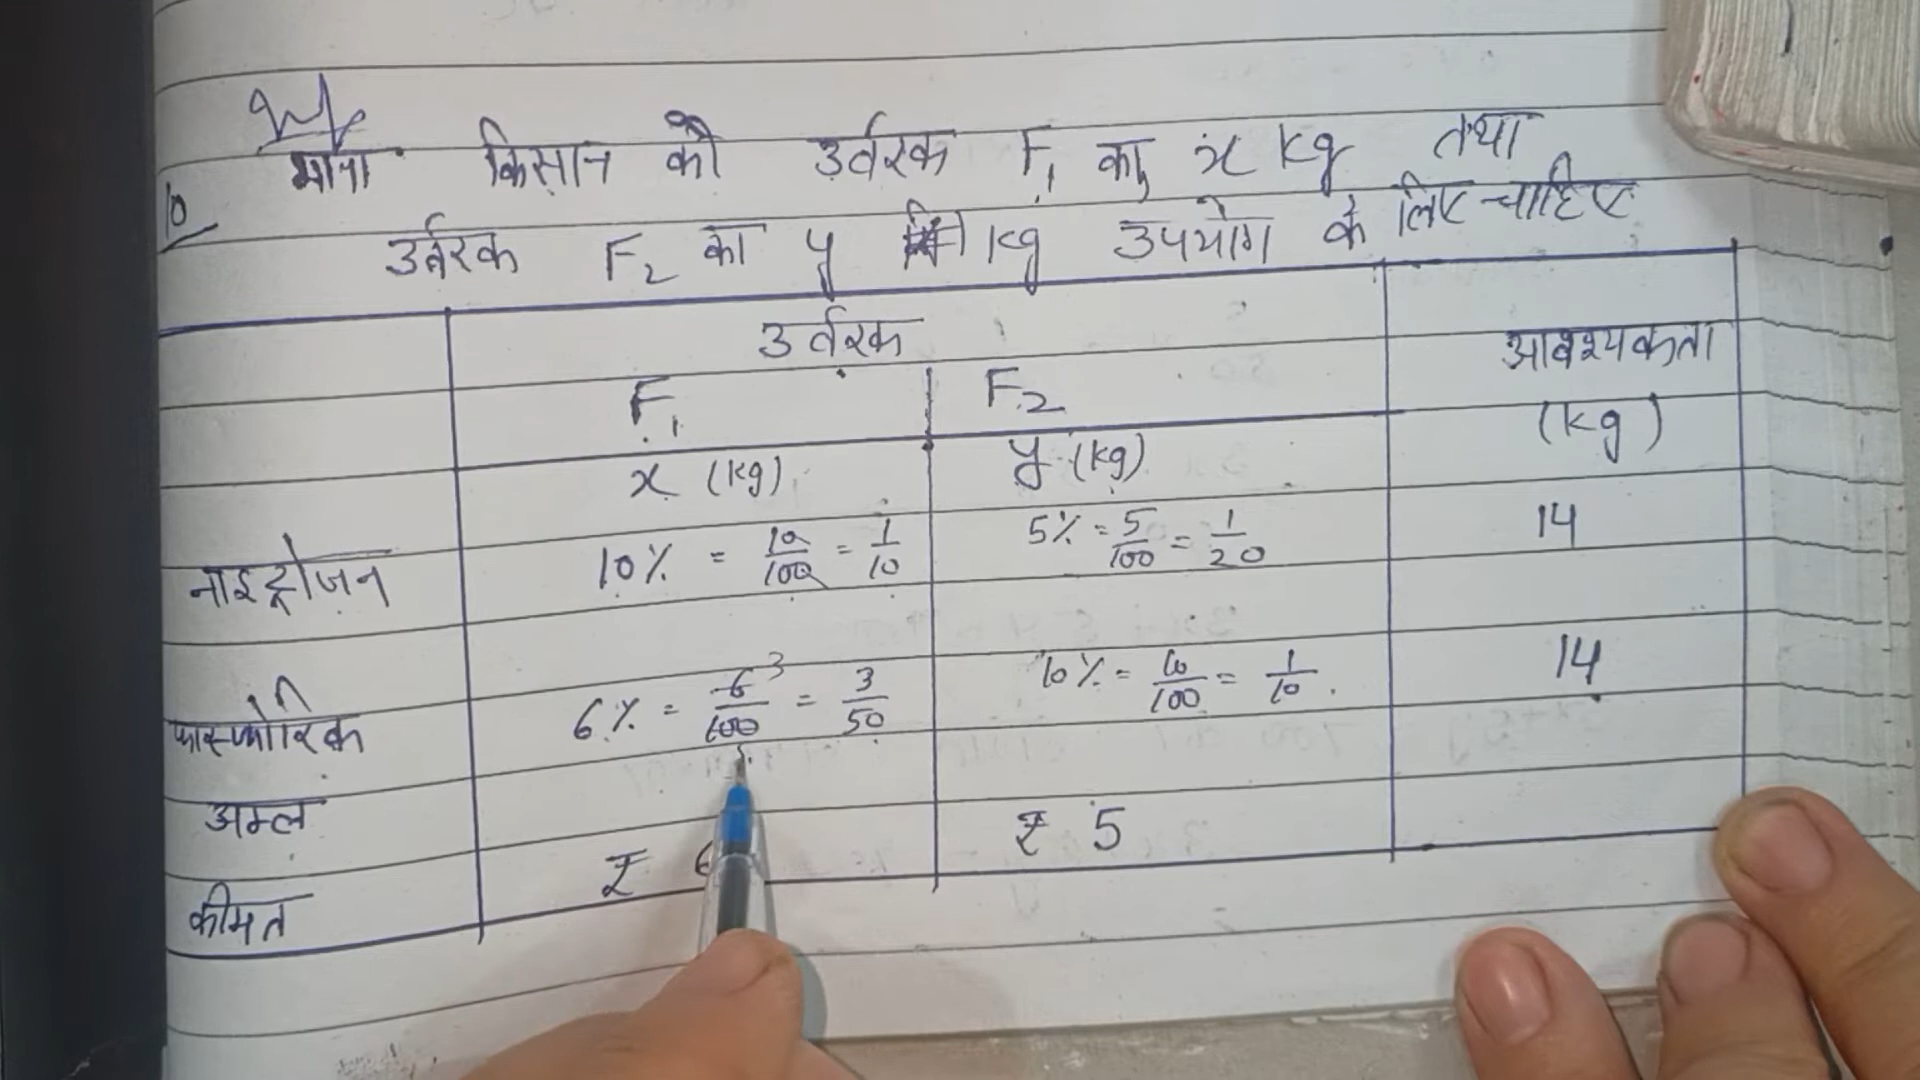 माना किसान को उर्वरक F₁ का x kg तथा
10
उर्वरक F₂ का y kg उपयोग के लिए चाहिए
उर्वरक
आवश्यकता
F₁ F₂
(kg)
x (kg) y (kg)
नाइट्रोजन 10% = 10/100 = 1/10 5% = 5/100 = 1/20 14
फास्फोरिक 6% = 6/100 = 3/50 10% = 10/100 = 1/10 14
अम्ल
कीमत ₹ 6 ₹ 5